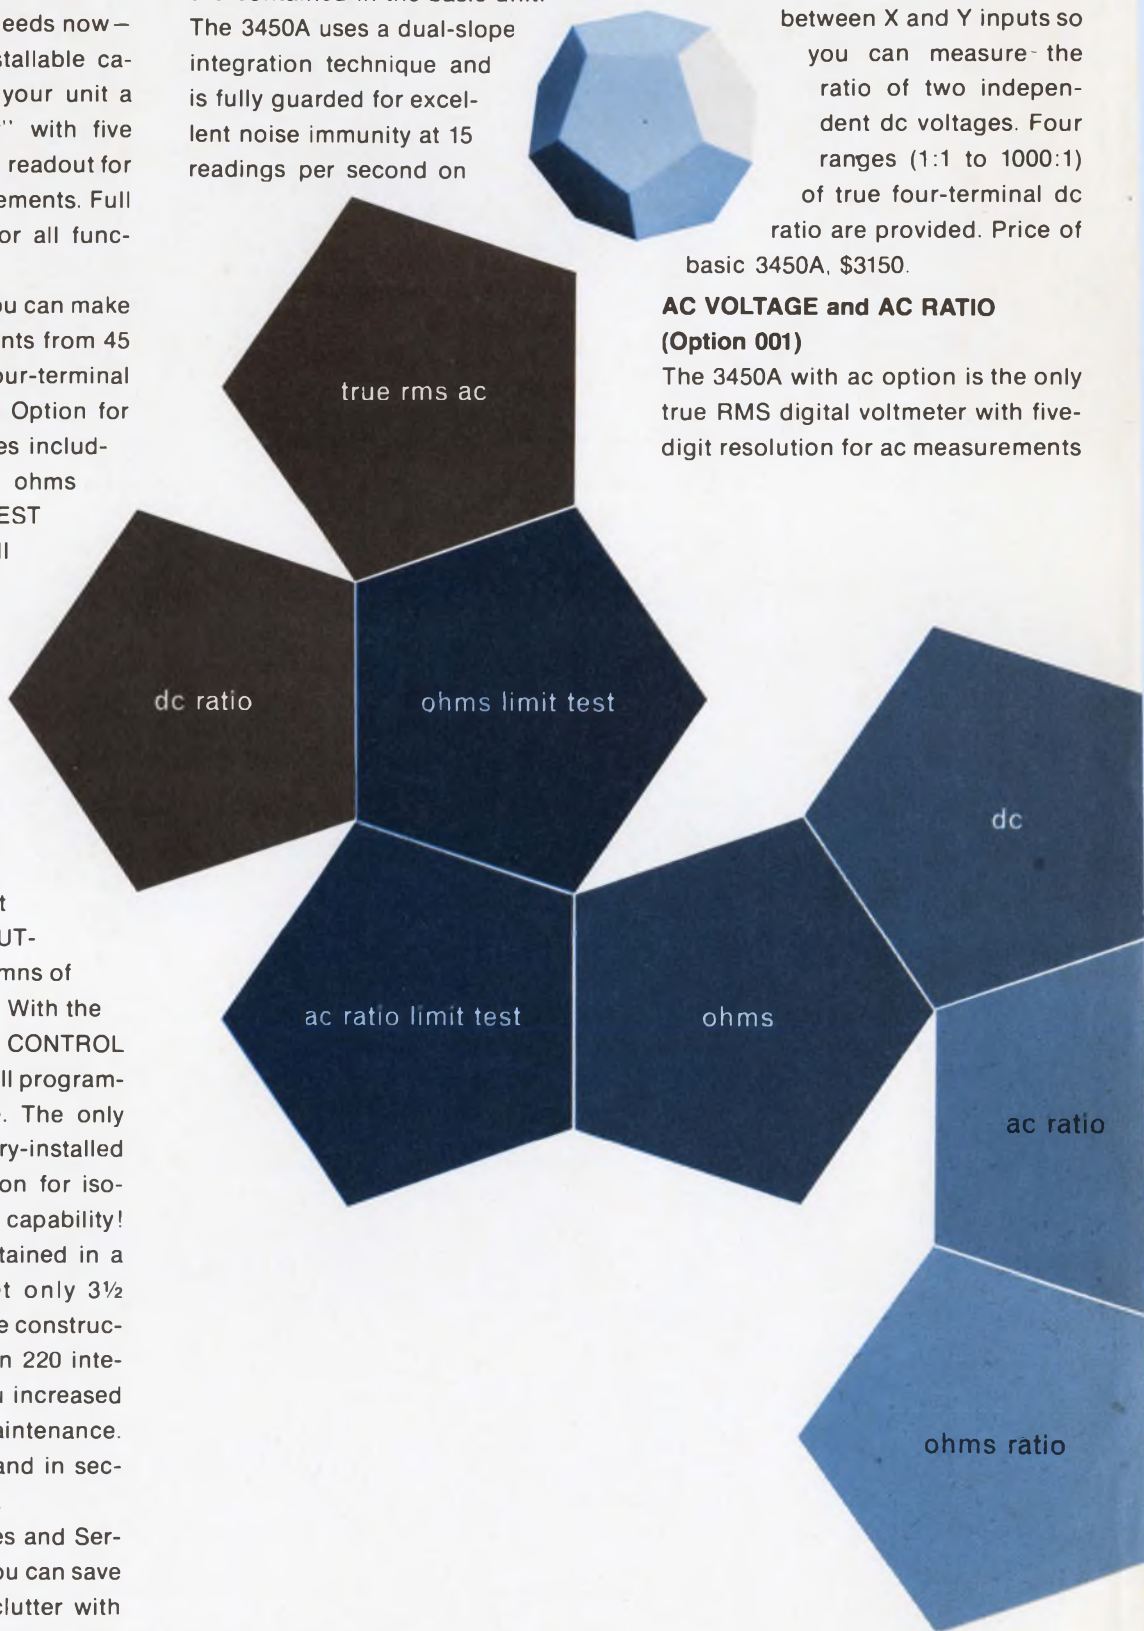 eeds now–
stallable ca-
your unit a
" with five
readout for
ements. Full
or all func-
ou can make
nts from 45
our-terminal
Option for
es includ-
ohms
EST
ll
t
UT-
mns of
With the
CONTROL
ll program-
. The only
ry-installed
on for iso-
capability!
tained in a
t only 3½
e construc-
n 220 inte-
u increased
aintenance.
and in sec-
es and Ser-
ou can save
clutter with
contained in the basic unit.
The 3450A uses a dual-slope
integration technique and
is fully guarded for excel-
lent noise immunity at 15
readings per second on
between X and Y inputs so
you can measure the
ratio of two indepen-
dent dc voltages. Four
ranges (1:1 to 1000:1)
of true four-terminal dc
ratio are provided. Price of
basic 3450A, $3150.
AC VOLTAGE and AC RATIO
(Option 001)
The 3450A with ac option is the only
true RMS digital voltmeter with five-
digit resolution for ac measurements
true rms ac
dc ratio
ohms limit test
dc
ac ratio limit test
ohms
ac ratio
ohms ratio